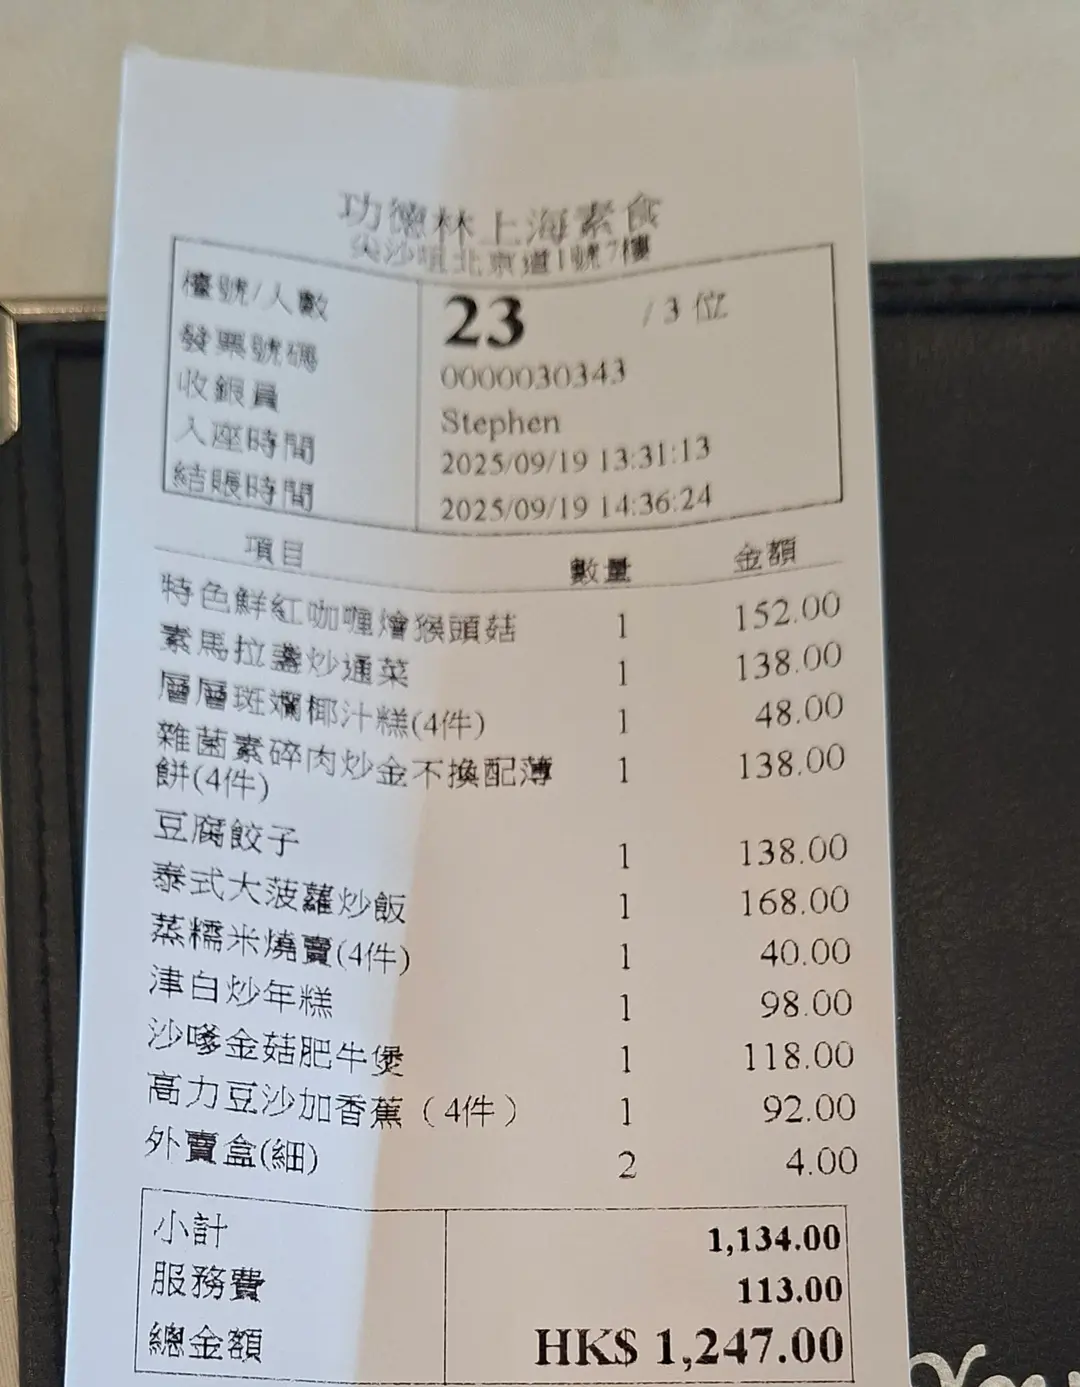 功德林上海素食
尖沙咀北京道1號7樓
檯號/人數 23 / 3 位
發票號碼 0000030343
收銀員 Stephen
入座時間 2025/09/19 13:31:13
結賬時間 2025/09/19 14:36:24
項目 數量 金額
特色鮮紅咖喱燴猴頭菇 1 152.00
素馬拉盞炒通菜 1 138.00
層層斑斕椰汁糕(4件) 1 48.00
雜菌素碎肉炒金不換配薄 1 138.00
餅(4件)
豆腐餃子 1 138.00
泰式大菠蘿炒飯 1 168.00
蒸糯米燒賣(4件) 1 40.00
津白炒年糕 1 98.00
沙嗲金菇肥牛煲 1 118.00
高力豆沙加香蕉（4件） 1 92.00
外賣盒(細) 2 4.00
小計 1,134.00
服務費 113.00
總金額 HK$ 1,247.00